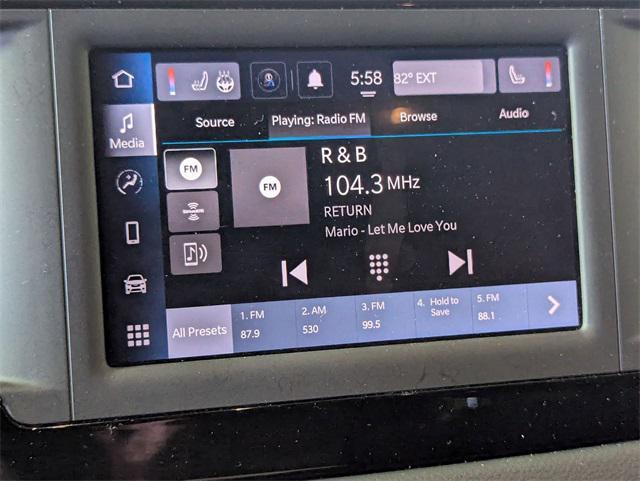 5:58
82° EXT
Source
Playing: Radio FM
Browse
Audio
Media
FM
FM
R & B
104.3 MHz
RETURN
Mario - Let Me Love You
All Presets
1. FM
87.9
2. AM
530
3. FM
99.5
4. Hold to
Save
5. FM
88.1